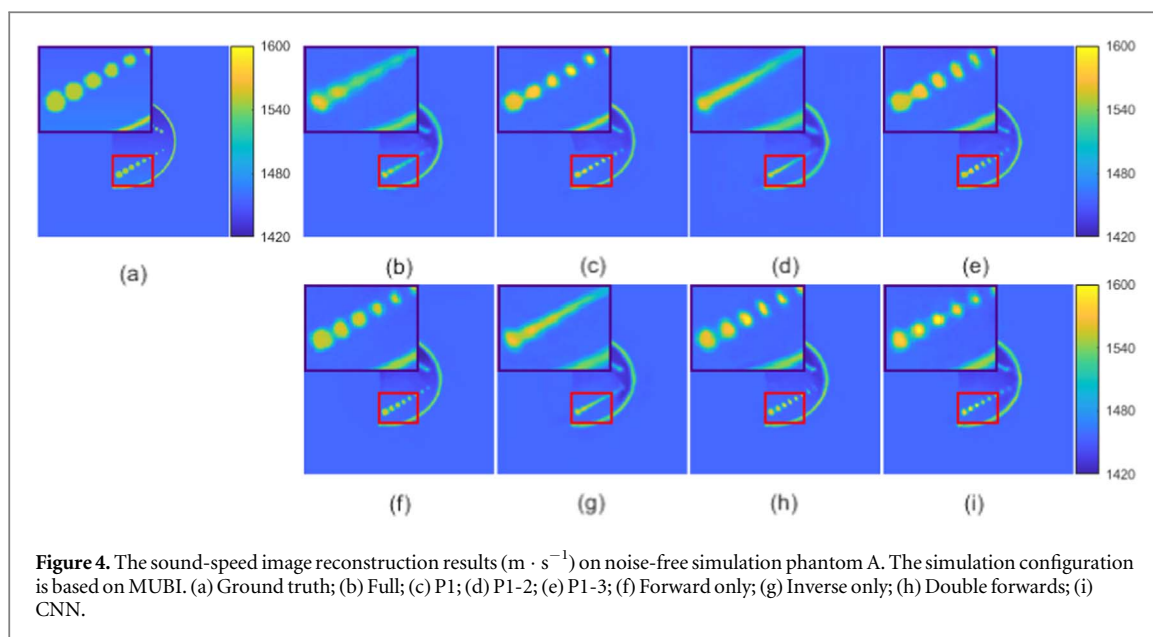 1600
1540
1480
1420
(a)
1600
1540
1480
1420
(b)
(c)
(d)
(e)
1600
1540
1480
1420
(f)
(g)
(h)
(i)
Figure 4. The sound-speed image reconstruction results (m · s⁻¹) on noise-free simulation phantom A. The simulation configuration
is based on MUBI. (a) Ground truth; (b) Full; (c) P1; (d) P1-2; (e) P1-3; (f) Forward only; (g) Inverse only; (h) Double forwards; (i)
CNN.